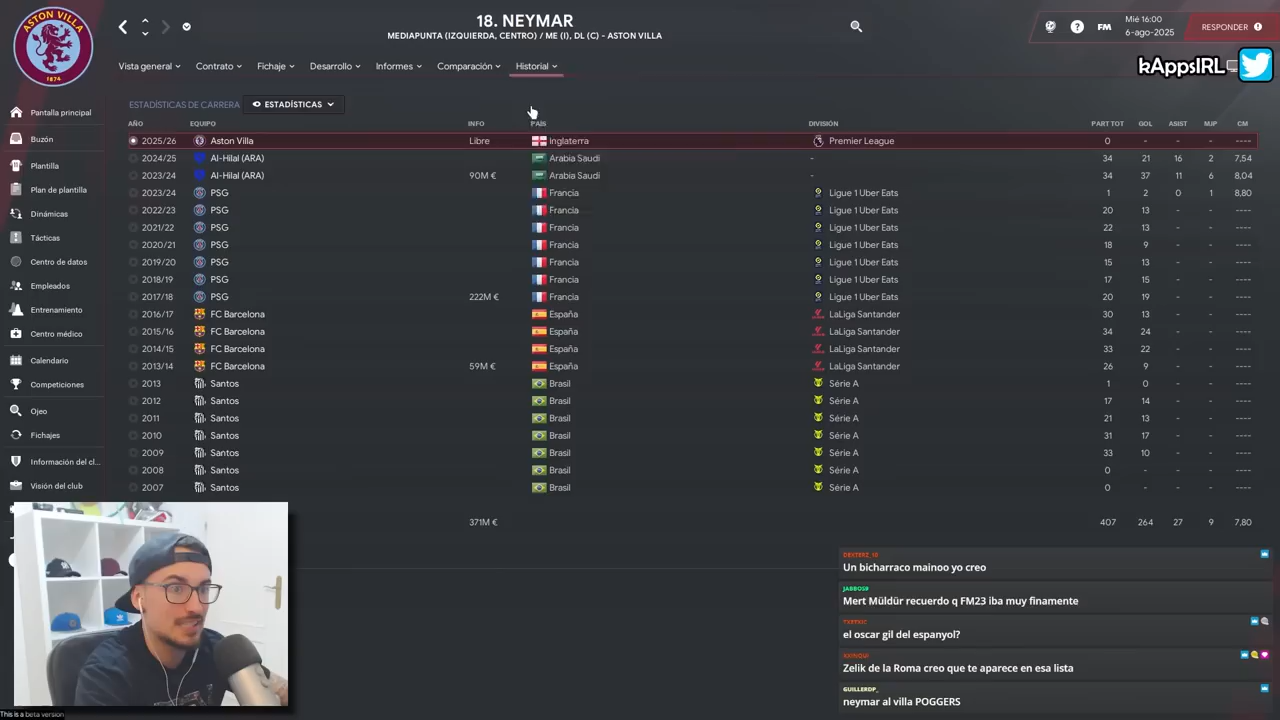 ASTON VILLA
1874
18. NEYMAR
MEDIAPUNTA (IZQUIERDA, CENTRO) / ME (I), DL (C) - ASTON VILLA
FM
Mié 16:00
6-ago-2025
RESPONDER
kAppsIRL
Vista general
Contrato
Fichaje
Desarrollo
Informes
Comparación
Historial
ESTADÍSTICAS DE CARRERA
ESTADÍSTICAS
AÑO EQUIPO INFO PAÍS DIVISIÓN PART TOT GOL ASIST MJP CM
2025/26 Aston Villa Libre Inglaterra Premier League 0 - - - ----
2024/25 Al-Hilal (ARA) Arabia Saudí - 34 21 16 2 7,54
2023/24 Al-Hilal (ARA) 90M € Arabia Saudí - 34 37 11 6 8,04
2023/24 PSG Francia Ligue 1 Uber Eats 1 2 0 1 8,80
2022/23 PSG Francia Ligue 1 Uber Eats 20 13 - - ----
2021/22 PSG Francia Ligue 1 Uber Eats 22 13 - - ----
2020/21 PSG Francia Ligue 1 Uber Eats 18 9 - - ----
2019/20 PSG Francia Ligue 1 Uber Eats 15 13 - - ----
2018/19 PSG Francia Ligue 1 Uber Eats 17 15 - - ----
2017/18 PSG 222M € Francia Ligue 1 Uber Eats 20 19 - - ----
2016/17 FC Barcelona España LaLiga Santander 30 13 - - ----
2015/16 FC Barcelona España LaLiga Santander 34 24 - - ----
2014/15 FC Barcelona España LaLiga Santander 33 22 - - ----
2013/14 FC Barcelona 59M € España LaLiga Santander 26 9 - - ----
2013 Santos Brasil Série A 1 0 - - ----
2012 Santos Brasil Série A 17 14 - - ----
2011 Santos Brasil Série A 21 13 - - ----
2010 Santos Brasil Série A 31 17 - - ----
2009 Santos Brasil Série A 33 10 - - ----
2008 Santos Brasil Série A 0 - - - ----
2007 Santos Brasil Série A 0 - - - ----
371M € 407 264 27 9 7,80
Pantalla principal
Buzón
Plantilla
Plan de plantilla
Dinámicas
Tácticas
Centro de datos
Empleados
Entrenamiento
Centro médico
Calendario
Competiciones
Ojeo
Fichajes
Información del cl...
Visión del club
Un bicharraco mainoo yo creo
JABBOSP
Mert Müldür recuerdo q FM23 iba muy finamente
el oscar gil del espanyol?
Zelik de la Roma creo que te aparece en esa lista
GUILLERDP_
neymar al villa POGGERS
This is a beta version